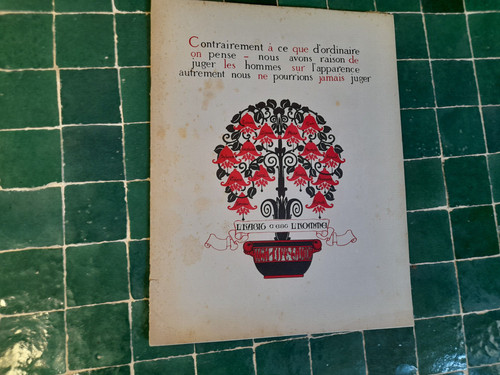 Contrairement à ce que d'ordinaire
on pense - nous avons raison de
juger les hommes sur l'apparence
autrement nous ne pourrions jamais juger